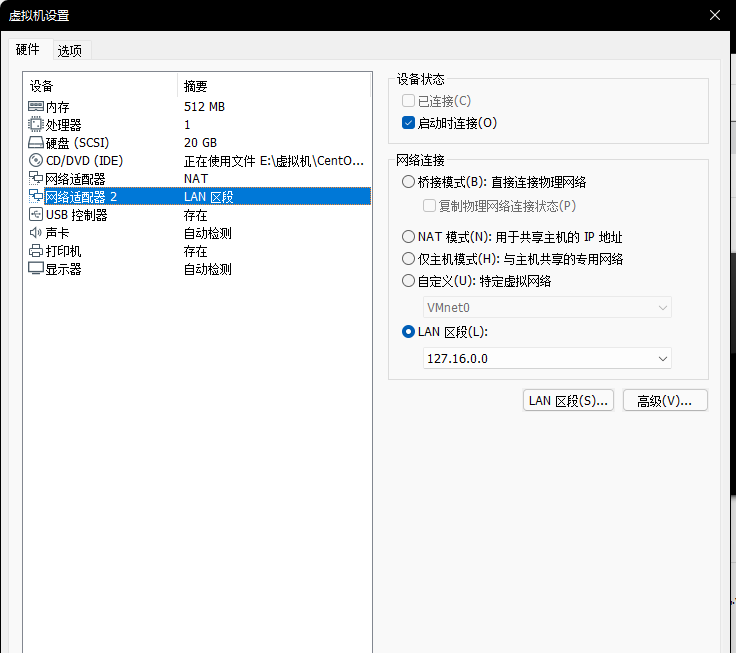 虚拟机设置
硬件 选项
设备 摘要
内存 512 MB
处理器 1
硬盘 (SCSI) 20 GB
CD/DVD (IDE) 正在使用文件 E:\虚拟机\CentO...
网络适配器 NAT
网络适配器 2 LAN 区段
USB 控制器 存在
声卡 自动检测
打印机 存在
显示器 自动检测
设备状态
已连接(C)
启动时连接(O)
网络连接
桥接模式(B): 直接连接物理网络
复制物理网络连接状态(P)
NAT 模式(N): 用于共享主机的 IP 地址
仅主机模式(H): 与主机共享的专用网络
自定义(U): 特定虚拟网络
VMnet0
LAN 区段(L):
127.16.0.0
LAN 区段(S)... 高级(V)...